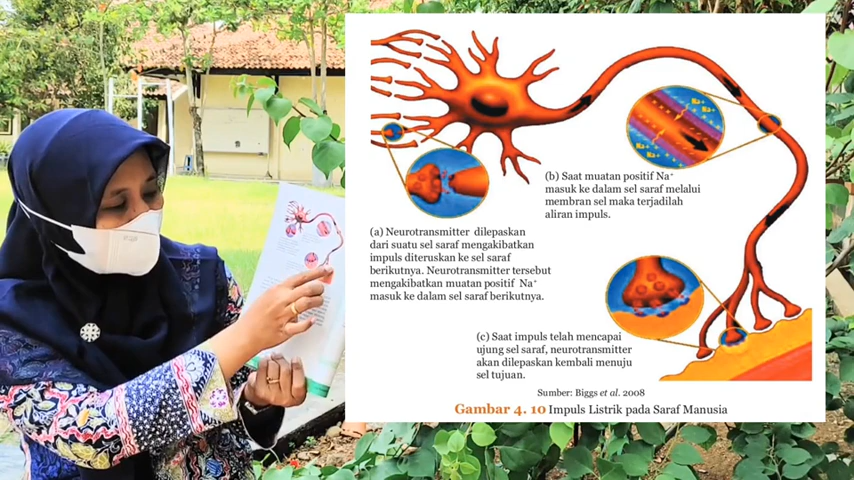 (b) Saat muatan positif Na⁺
masuk ke dalam sel saraf melalui
membran sel maka terjadilah
aliran impuls.
(a) Neurotransmitter dilepaskan
dari suatu sel saraf mengakibatkan
impuls diteruskan ke sel saraf
berikutnya. Neurotransmitter tersebut
mengakibatkan muatan positif Na⁺
masuk ke dalam sel saraf berikutnya.
(c) Saat impuls telah mencapai
ujung sel saraf, neurotransmitter
akan dilepaskan kembali menuju
sel tujuan.
Sumber: Biggs et al. 2008
Gambar 4. 10 Impuls Listrik pada Saraf Manusia